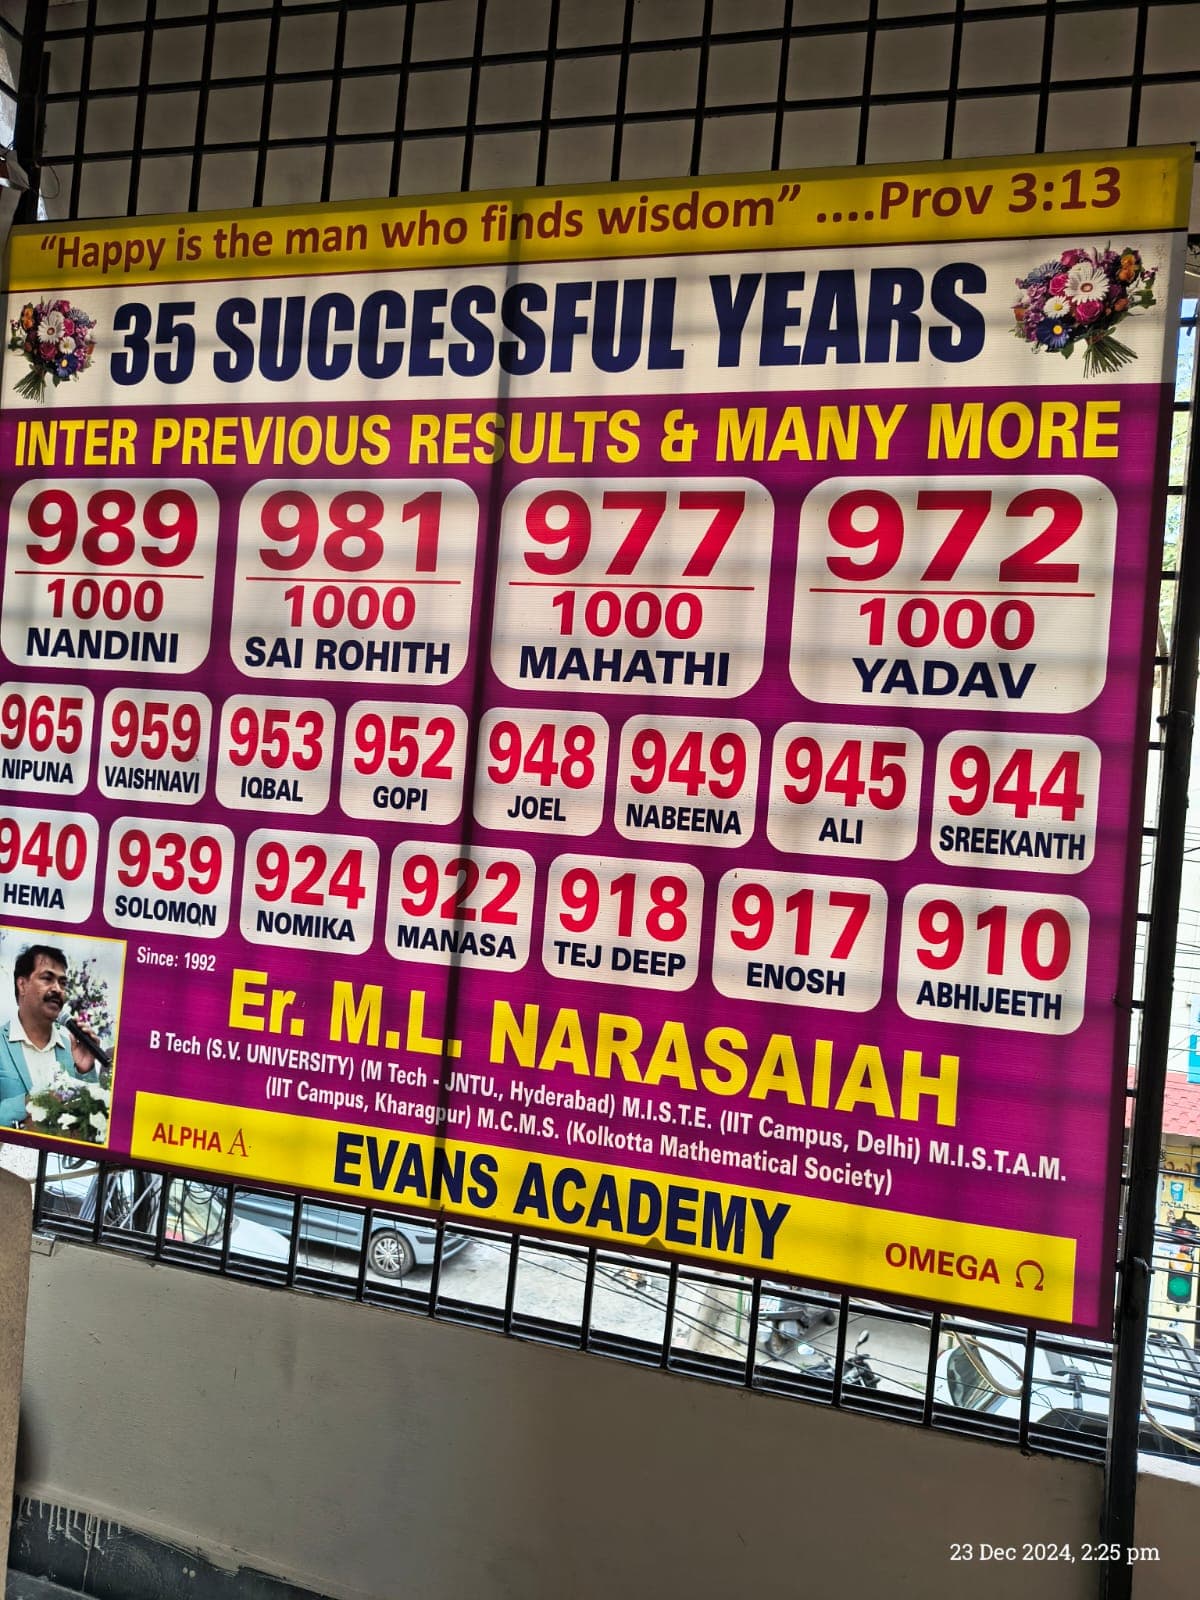 “Happy is the man who finds wisdom” ....Prov 3:13
35 SUCCESSFUL YEARS
INTER PREVIOUS RESULTS & MANY MORE
989 981 977 972
1000 1000 1000 1000
NANDINI SAI ROHITH MAHATHI YADAV
965 959 953 952 948 949 945 944
NIPUNA VAISHNAVI IQBAL GOPI JOEL NABEENA ALI SREEKANTH
940 939 924 922 918 917 910
HEMA SOLOMON NOMIKA MANASA TEJ DEEP ENOSH ABHIJEETH
Since: 1992
Er. M.L. NARASAIAH
B Tech (S.V. UNIVERSITY) (M Tech - JNTU., Hyderabad) M.I.S.T.E. (IIT Campus, Delhi) M.I.S.T.A.M.
(IIT Campus, Kharagpur) M.C.M.S. (Kolkotta Mathematical Society)
ALPHA A EVANS ACADEMY OMEGA Ω
23 Dec 2024, 2:25 pm